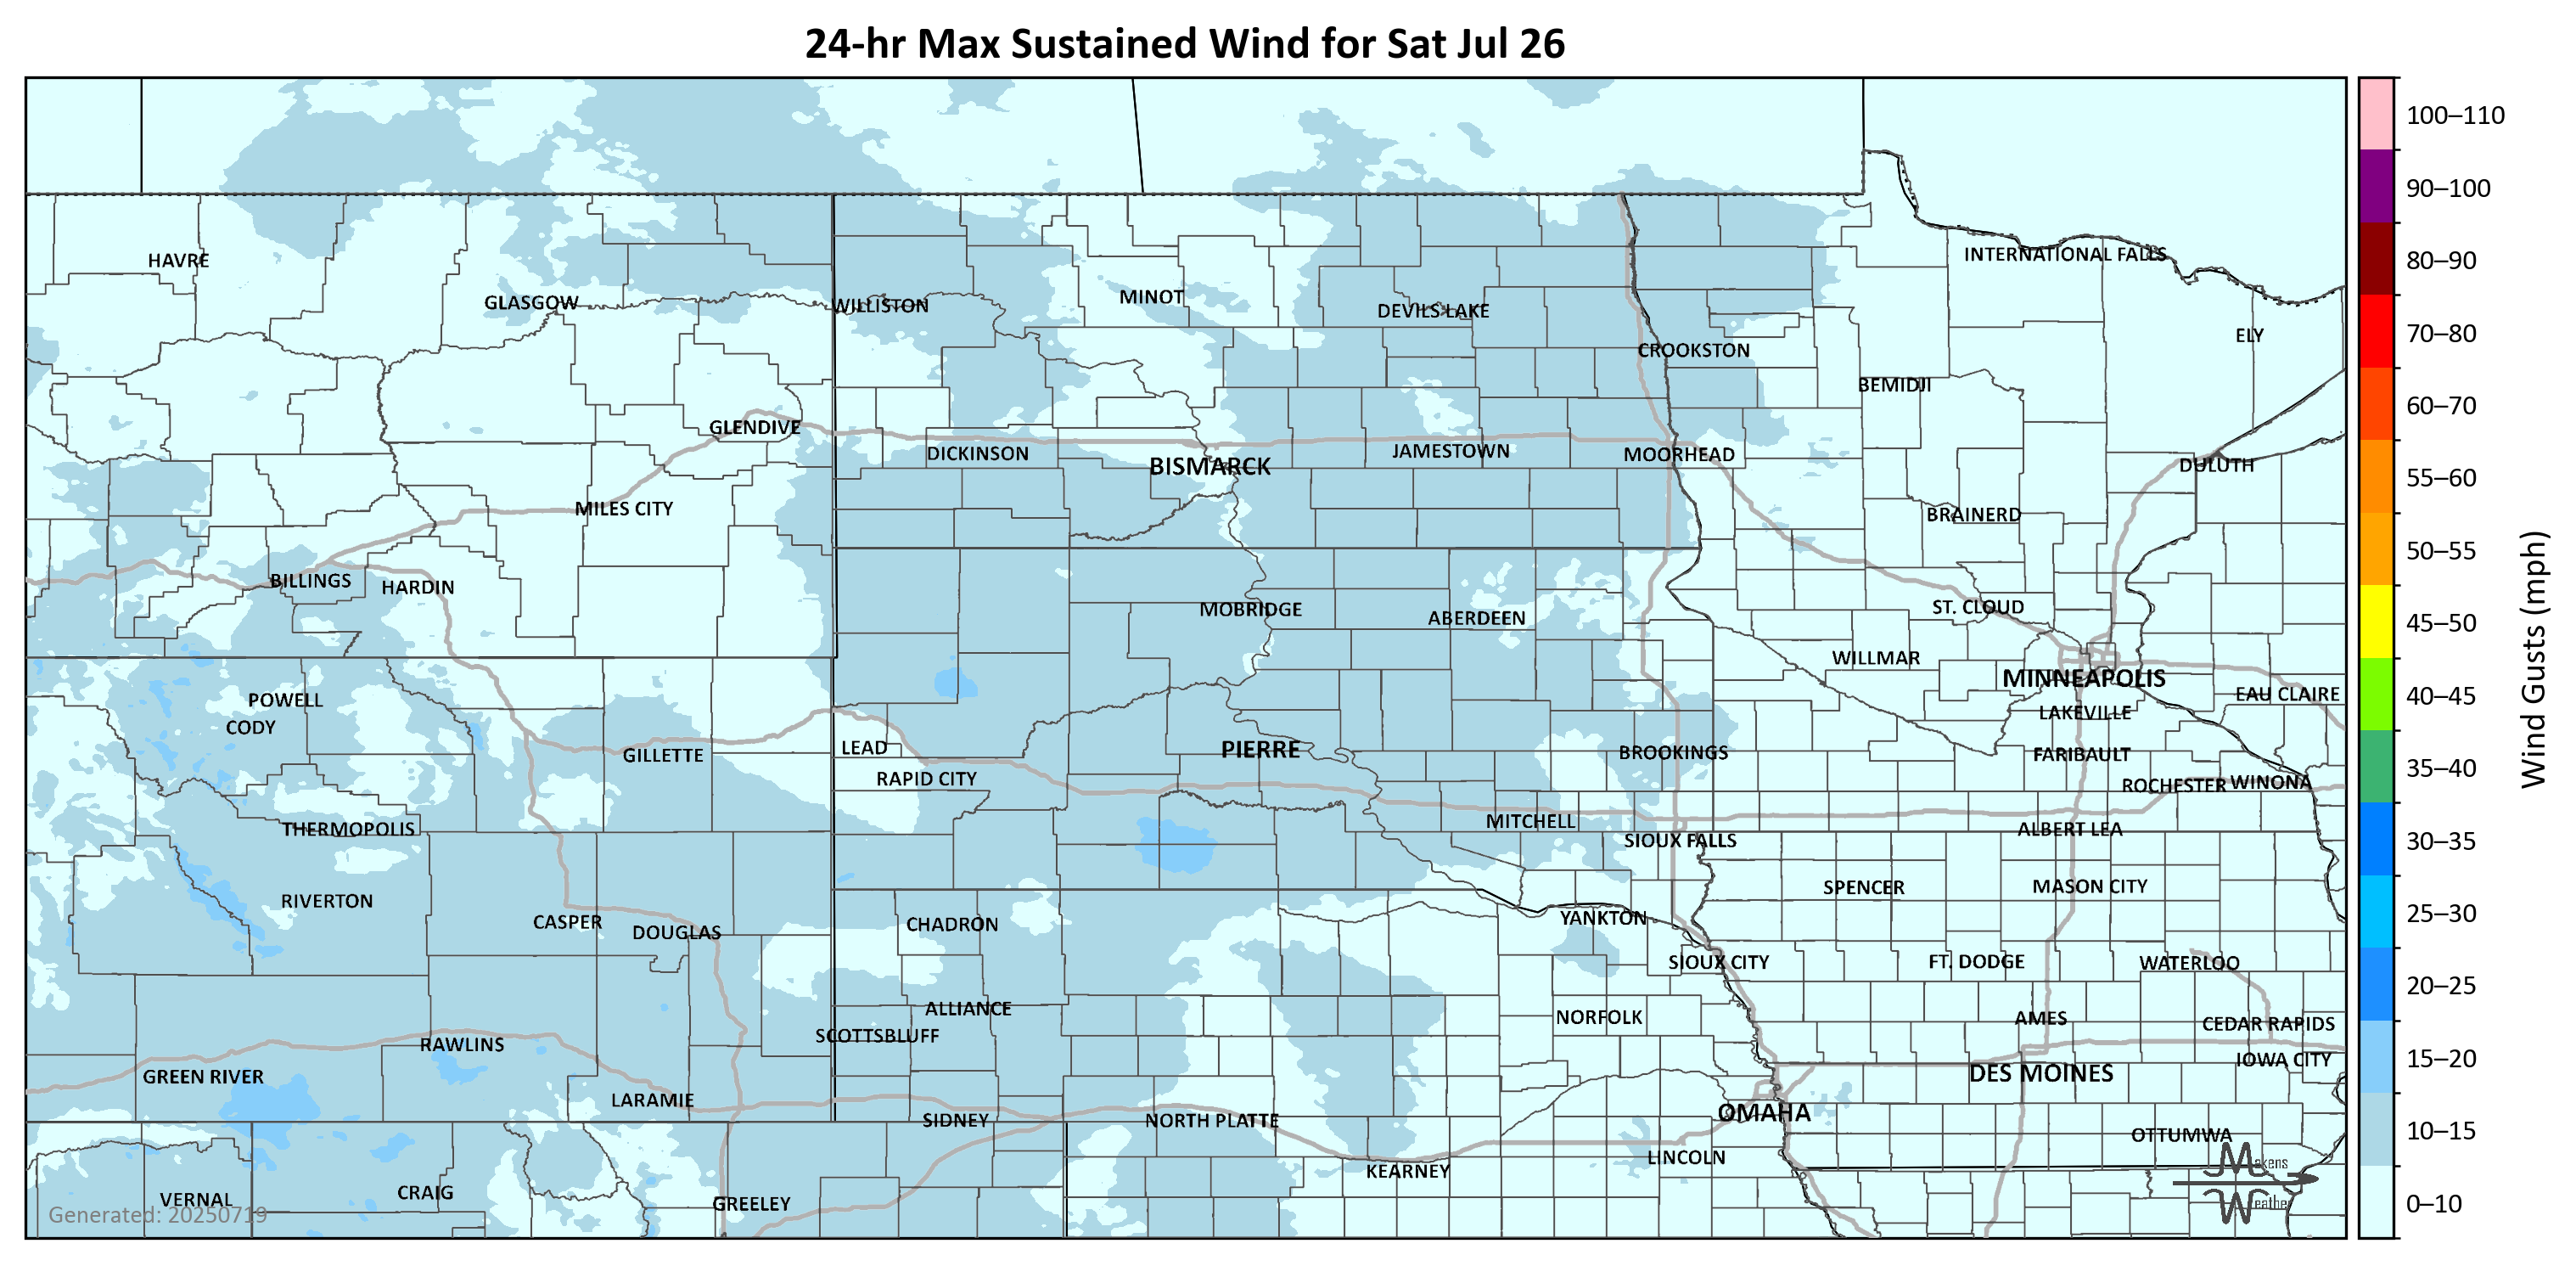 24-hr Max Sustained Wind for Sat Jul 26
100–110
90–100
80–90
70–80
60–70
55–60
50–55
45–50
40–45
35–40
30–35
25–30
20–25
15–20
10–15
0–10
Wind Gusts (mph)
HAVRE
GLASGOW
WILLISTON
MINOT
DEVILS LAKE
INTERNATIONAL FALLS
ELY
CROOKSTON
BEMIDJI
GLENDIVE
DICKINSON
BISMARCK
JAMESTOWN
MOORHEAD
DULUTH
MILES CITY
BRAINERD
BILLINGS
HARDIN
MOBRIDGE
ABERDEEN
ST. CLOUD
WILLMAR
MINNEAPOLIS
EAU CLAIRE
POWELL
CODY
LAKEVILLE
GILLETTE
LEAD
PIERRE
BROOKINGS
FARIBAULT
RAPID CITY
ROCHESTER
WINONA
THERMOPOLIS
MITCHELL
ALBERT LEA
SIOUX FALLS
RIVERTON
SPENCER
MASON CITY
CASPER
DOUGLAS
CHADRON
YANKTON
SIOUX CITY
FT. DODGE
WATERLOO
ALLIANCE
NORFOLK
AMES
CEDAR RAPIDS
SCOTTSBLUFF
RAWLINS
IOWA CITY
GREEN RIVER
DES MOINES
LARAMIE
SIDNEY
NORTH PLATTE
OMAHA
OTTUMWA
LINCOLN
KEARNEY
VERNAL
CRAIG
GREELEY
Generated: 20250719
Makens
Weather